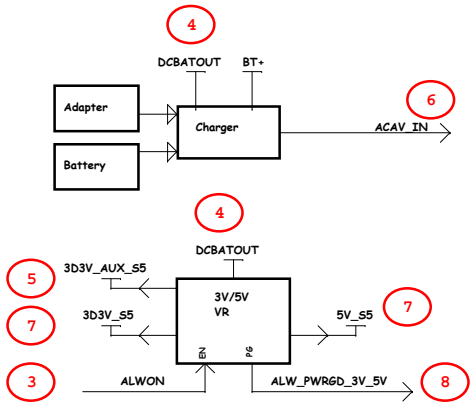 4
DCBATOUT BT+
6
Adapter
Charger
ACAV_IN
Battery
4
DCBATOUT
5 3D3V_AUX_S5
3V/5V
VR
7 3D3V_S5
5V_S5 7
EN PG
3 ALWON
ALW_PWRGD_3V_5V 8